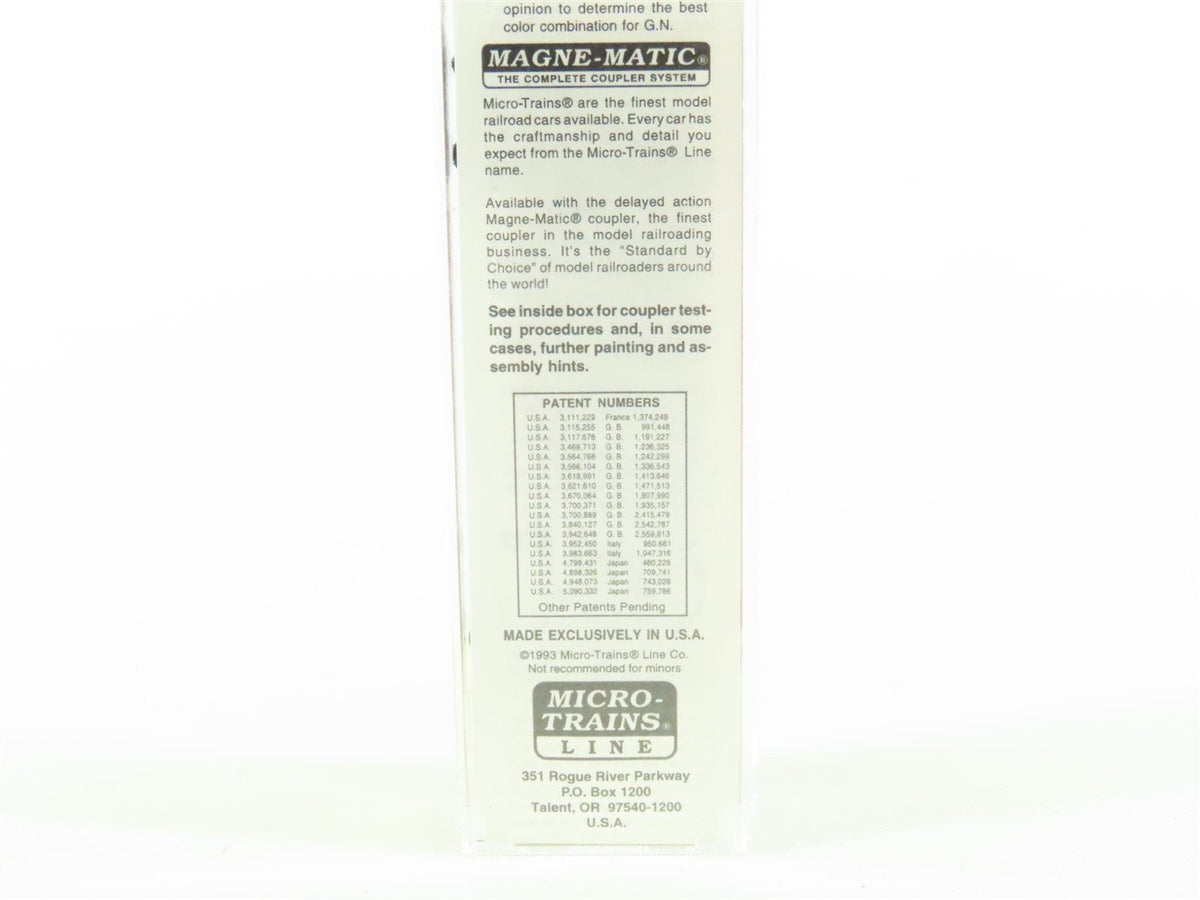 opinion to determine the best
color combination for G.N.
MAGNE-MATIC®
THE COMPLETE COUPLER SYSTEM
Micro-Trains® are the finest model
railroad cars available. Every car has
the craftmanship and detail you
expect from the Micro-Trains® Line
name.
Available with the delayed action
Magne-Matic® coupler, the finest
coupler in the model railroading
business. It's the "Standard by
Choice" of model railroaders around
the world!
See inside box for coupler test-
ing procedures and, in some
cases, further painting and as-
sembly hints.
PATENT NUMBERS
U.S.A. 3,111,229 France 1,374,249
U.S.A. 3,115,255 G. B. 991,448
U.S.A. 3,117,676 G. B. 1,191,227
U.S.A. 3,469,713 G. B. 1,236,325
U.S.A. 3,564,766 G. B. 1,242,299
U.S.A. 3,566,104 G. B. 1,336,543
U.S.A. 3,618,991 G. B. 1,413,646
U.S.A. 3,621,610 G. B. 1,471,513
U.S.A. 3,670,064 G. B. 1,807,990
U.S.A. 3,700,371 G. B. 1,935,157
U.S.A. 3,700,889 G. B. 2,415,479
U.S.A. 3,840,127 G. B. 2,542,787
U.S.A. 3,942,648 G. B. 2,559,813
U.S.A. 3,952,450 Italy 950,661
U.S.A. 3,983,663 Italy 1,047,316
U.S.A. 4,799,431 Japan 460,228
U.S.A. 4,898,326 Japan 709,741
U.S.A. 4,948,073 Japan 743,028
U.S.A. 5,090,332 Japan 759,786
Other Patents Pending
MADE EXCLUSIVELY IN U.S.A.
©1993 Micro-Trains® Line Co.
Not recommended for minors
MICRO-
TRAINS®
LINE
351 Rogue River Parkway
P.O. Box 1200
Talent, OR 97540-1200
U.S.A.